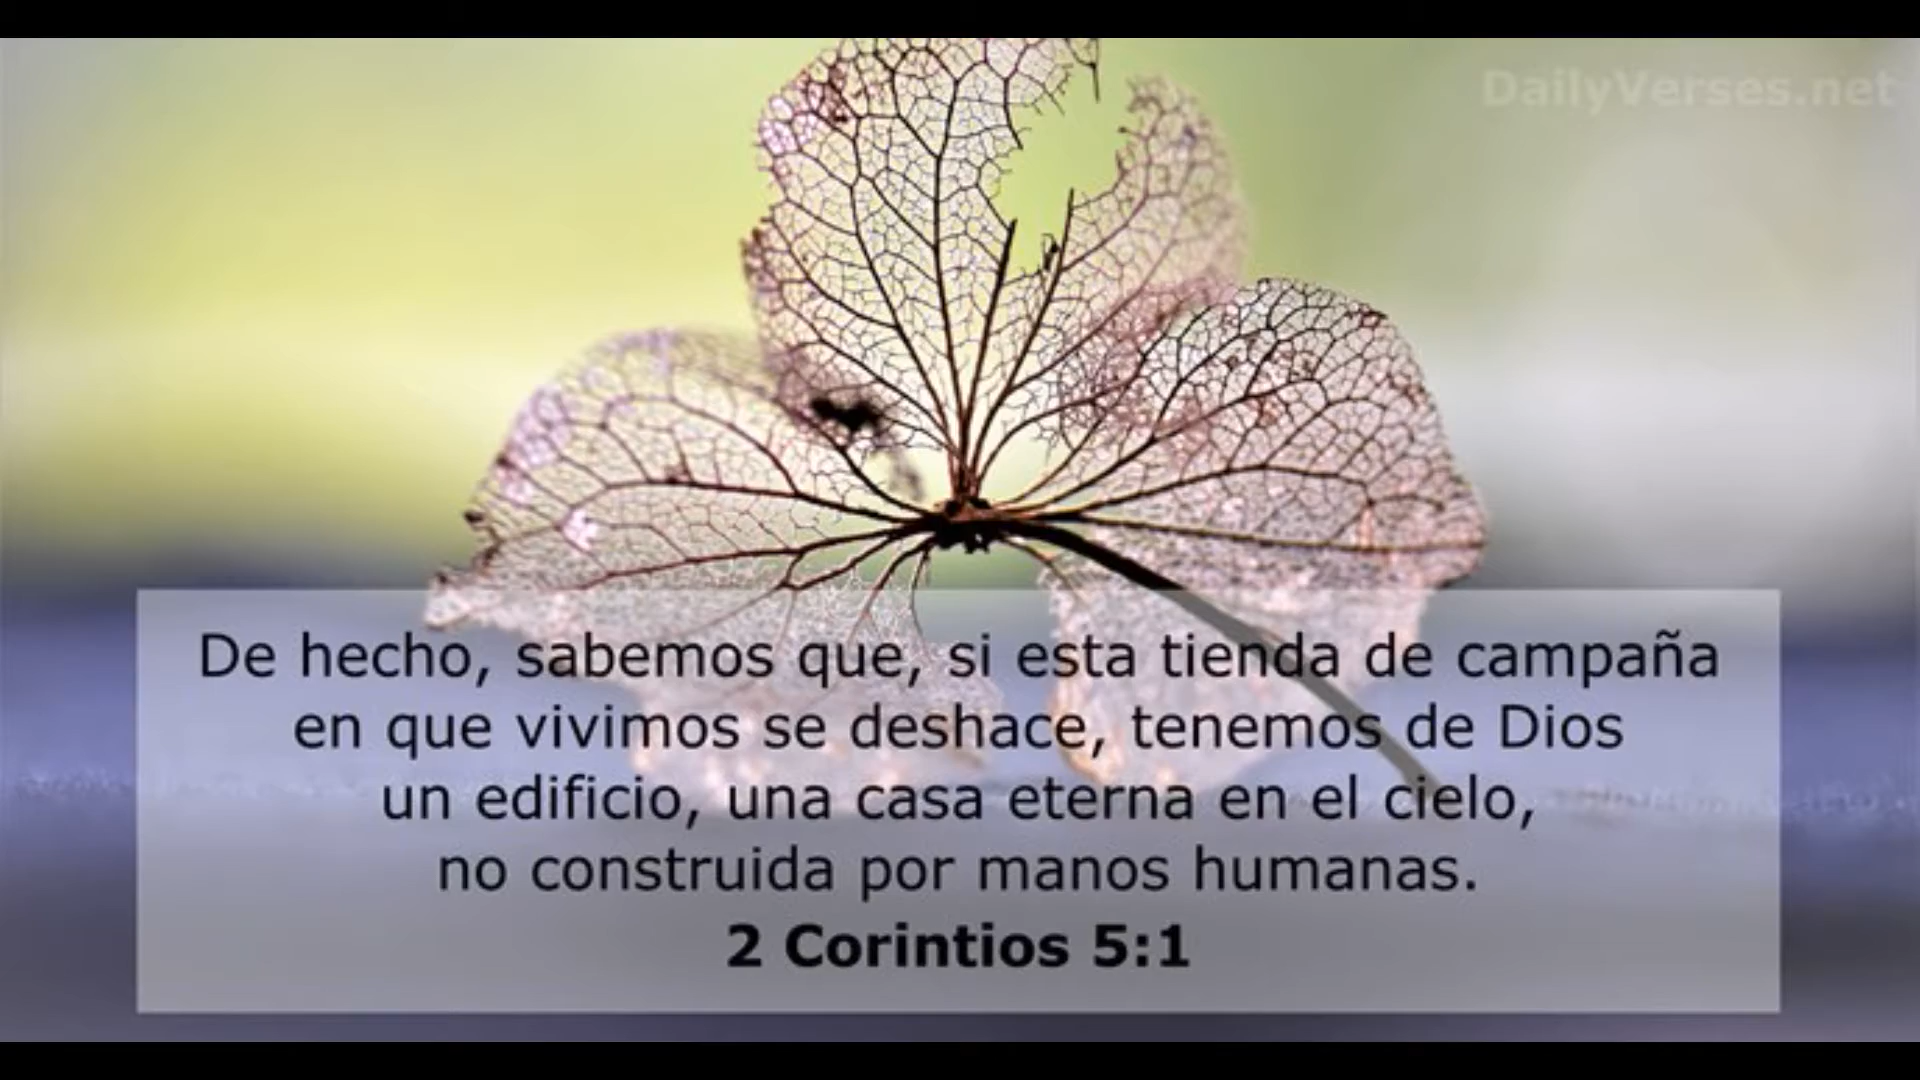 DailyVerses.net
De hecho, sabemos que, si esta tienda de campaña
en que vivimos se deshace, tenemos de Dios
un edificio, una casa eterna en el cielo,
no construida por manos humanas.
2 Corintios 5:1